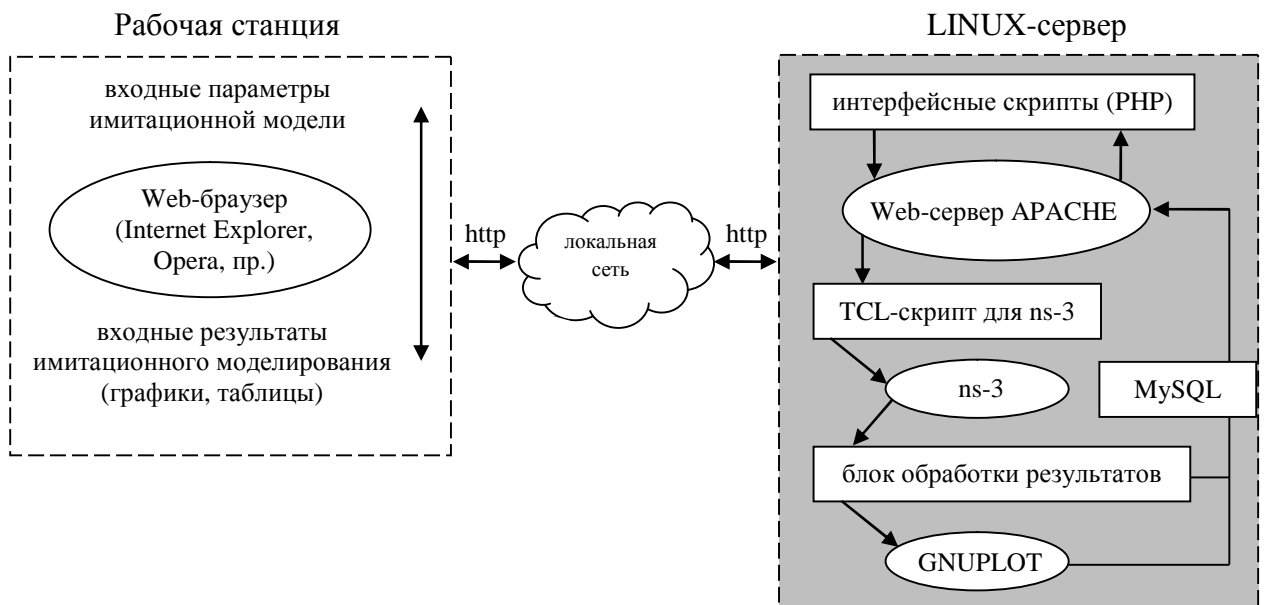 Рабочая станция
входные параметры
имитационной модели
Web-браузер
(Internet Explorer,
Opera, пр.)
входные результаты
имитационного моделирования
(графики, таблицы)
http
локальная
сеть
http
LINUX-сервер
интерфейсные скрипты (PHP)
Web-сервер APACHE
TCL-скрипт для ns-3
ns-3
MySQL
блок обработки результатов
GNUPLOT